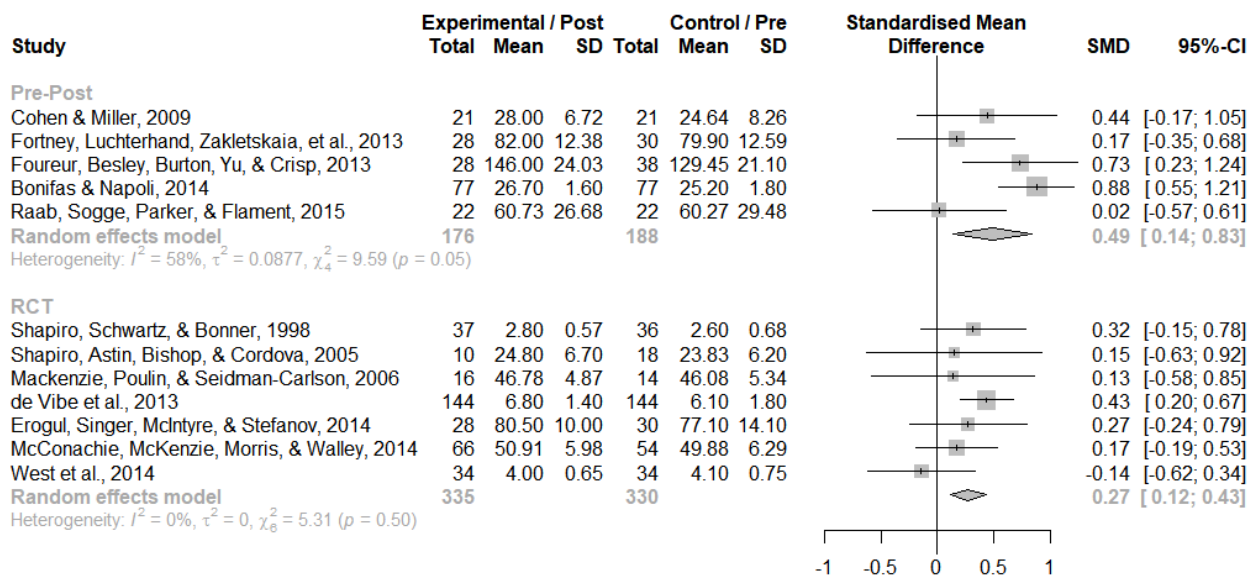 Experimental / Post Control / Pre Standardised Mean
Study Total Mean SD Total Mean SD Difference SMD 95%-CI
Pre-Post
Cohen & Miller, 2009 21 28.00 6.72 21 24.64 8.26 0.44 [-0.17; 1.05]
Fortney, Luchterhand, Zakletskaia, et al., 2013 28 82.00 12.38 30 79.90 12.59 0.17 [-0.35; 0.68]
Foureur, Besley, Burton, Yu, & Crisp, 2013 28 146.00 24.03 38 129.45 21.10 0.73 [ 0.23; 1.24]
Bonifas & Napoli, 2014 77 26.70 1.60 77 25.20 1.80 0.88 [ 0.55; 1.21]
Raab, Sogge, Parker, & Flament, 2015 22 60.73 26.68 22 60.27 29.48 0.02 [-0.57; 0.61]
Random effects model 176 188 0.49 [ 0.14; 0.83]
Heterogeneity: I² = 58%, τ² = 0.0877, χ²₄ = 9.59 (p = 0.05)
RCT
Shapiro, Schwartz, & Bonner, 1998 37 2.80 0.57 36 2.60 0.68 0.32 [-0.15; 0.78]
Shapiro, Astin, Bishop, & Cordova, 2005 10 24.80 6.70 18 23.83 6.20 0.15 [-0.63; 0.92]
Mackenzie, Poulin, & Seidman-Carlson, 2006 16 46.78 4.87 14 46.08 5.34 0.13 [-0.58; 0.85]
de Vibe et al., 2013 144 6.80 1.40 144 6.10 1.80 0.43 [ 0.20; 0.67]
Erogul, Singer, McIntyre, & Stefanov, 2014 28 80.50 10.00 30 77.10 14.10 0.27 [-0.24; 0.79]
McConachie, McKenzie, Morris, & Walley, 2014 66 50.91 5.98 54 49.88 6.29 0.17 [-0.19; 0.53]
West et al., 2014 34 4.00 0.65 34 4.10 0.75 -0.14 [-0.62; 0.34]
Random effects model 335 330 0.27 [ 0.12; 0.43]
Heterogeneity: I² = 0%, τ² = 0, χ²₆ = 5.31 (p = 0.50)
-1 -0.5 0 0.5 1